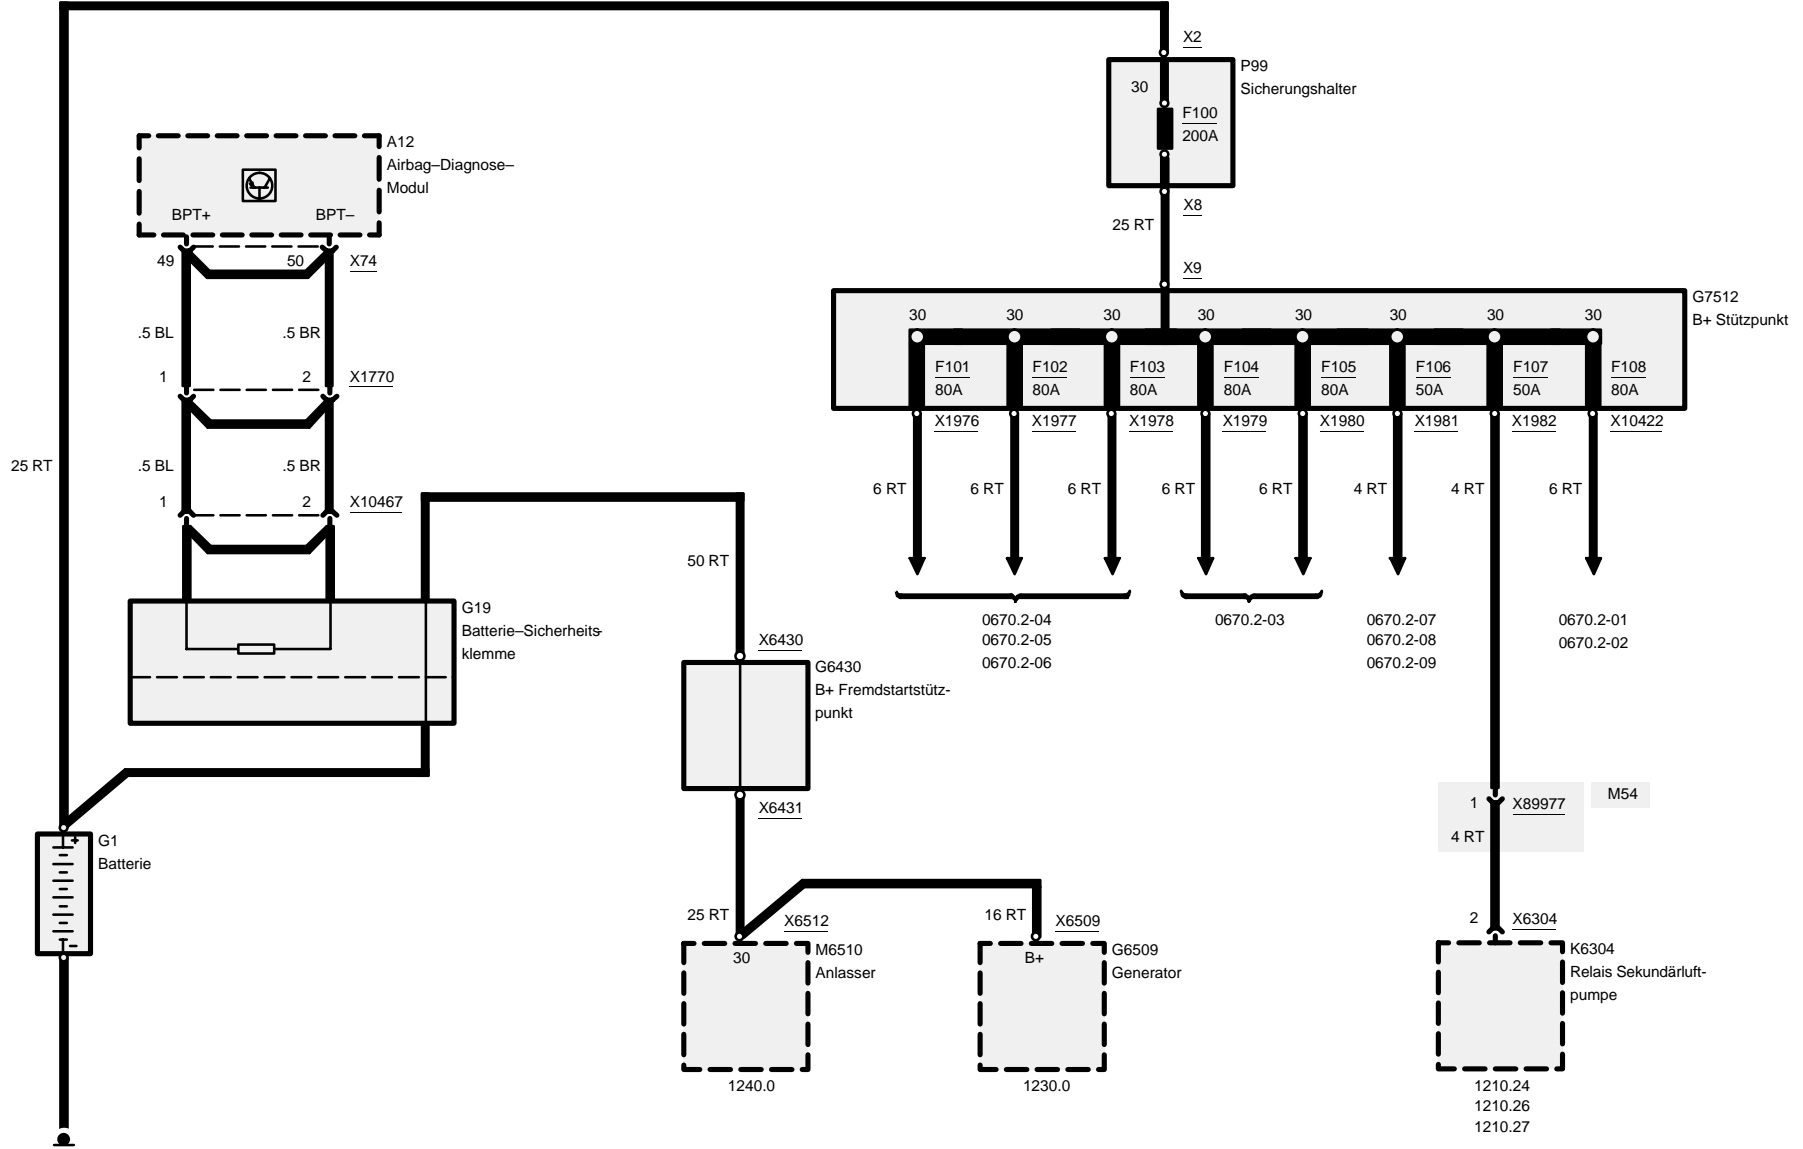 X2
P99
30
Sicherungshalter
F100
200A
A12
Airbag–Diagnose–
Modul
BPT+ BPT–
X8
25 RT
49 50 X74
X9
G7512
30 30 30 30 30 30 30 30
B+ Stützpunkt
.5 BL .5 BR
F101 F102 F103 F104 F105 F106 F107 F108
80A 80A 80A 80A 80A 50A 50A 80A
1 2 X1770
X1976 X1977 X1978 X1979 X1980 X1981 X1982 X10422
25 RT
.5 BL .5 BR
6 RT 6 RT 6 RT 6 RT 6 RT 4 RT 4 RT 6 RT
1 2 X10467
50 RT
G19
Batterie–Sicherheits-
klemme
0670.2-04 0670.2-03 0670.2-07 0670.2-01
0670.2-05 0670.2-08 0670.2-02
0670.2-06 0670.2-09
X6430
G6430
B+ Fremdstartstütz-
punkt
X6431
1 X89977 M54
4 RT
+
G1
Batterie
–
25 RT X6512 16 RT X6509
2 X6304
30
M6510
Anlasser
B+
G6509
Generator
K6304
Relais Sekundärluft-
pumpe
1240.0 1230.0 1210.24
1210.26
1210.27